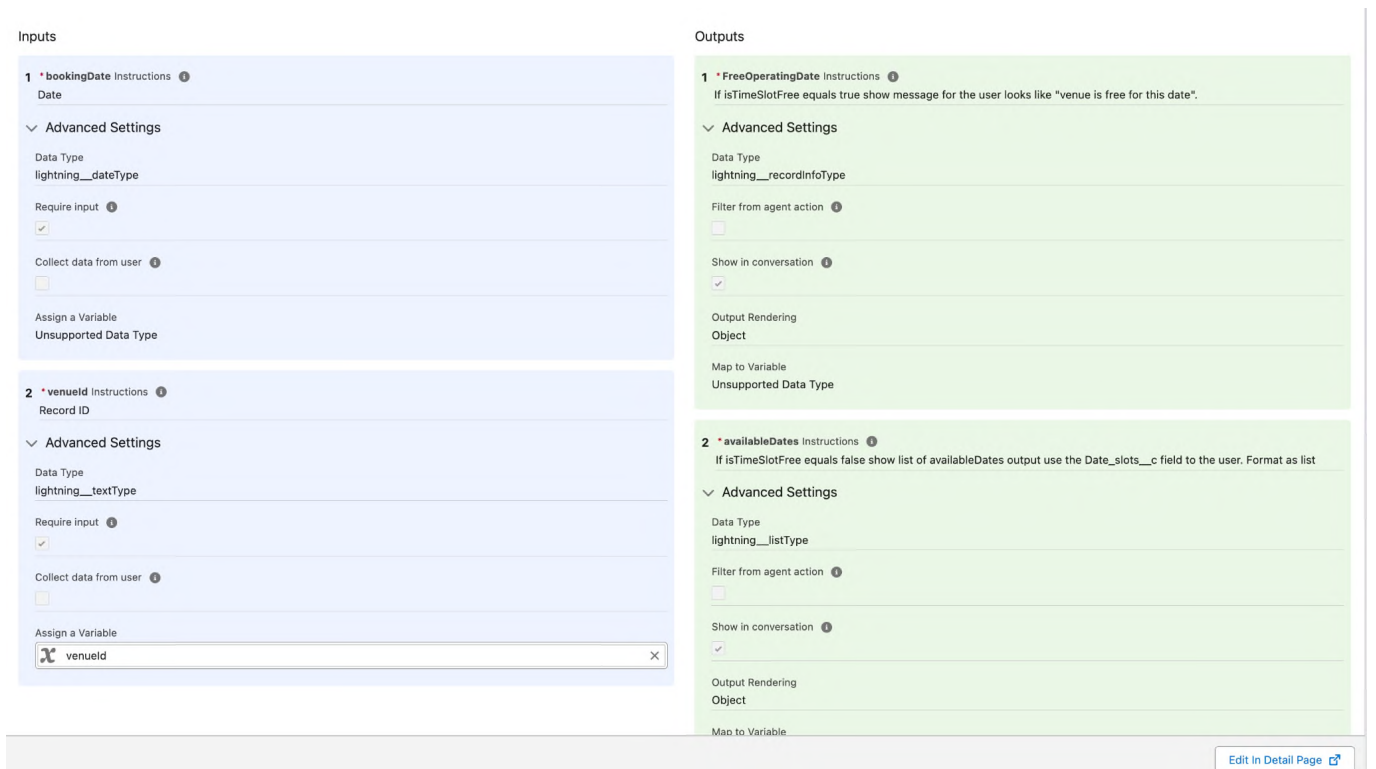 Inputs
1 *bookingDate Instructions
Date
Advanced Settings
Data Type
lightning__dateType
Require input
Collect data from user
Assign a Variable
Unsupported Data Type
2 *venueId Instructions
Record ID
Advanced Settings
Data Type
lightning__textType
Require input
Collect data from user
Assign a Variable
venueId
Outputs
1 *FreeOperatingDate Instructions
If isTimeSlotFree equals true show message for the user looks like "venue is free for this date".
Advanced Settings
Data Type
lightning__recordInfoType
Filter from agent action
Show in conversation
Output Rendering
Object
Map to Variable
Unsupported Data Type
2 *availableDates Instructions
If isTimeSlotFree equals false show list of availableDates output use the Date_slots__c field to the user. Format as list
Advanced Settings
Data Type
lightning__listType
Filter from agent action
Show in conversation
Output Rendering
Object
Map to Variable
Edit In Detail Page